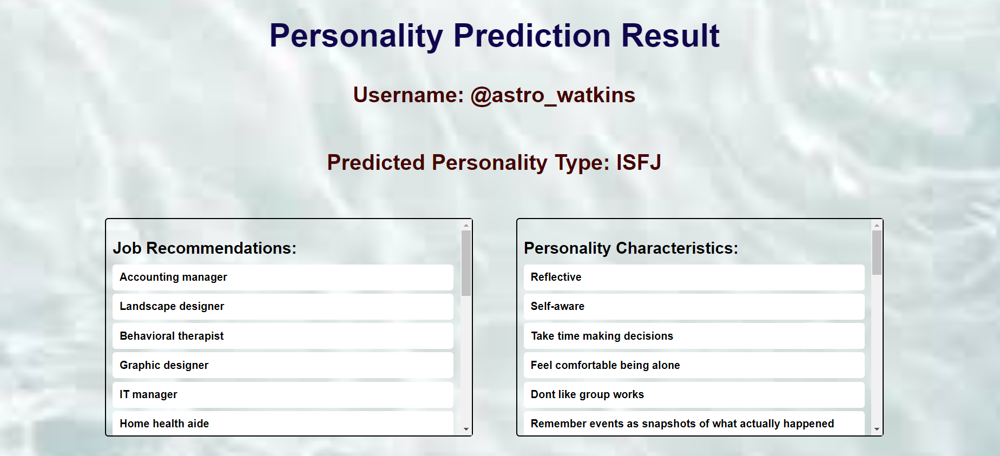 Personality Prediction Result
Username: @astro_watkins
Predicted Personality Type: ISFJ
Job Recommendations:
Accounting manager
Landscape designer
Behavioral therapist
Graphic designer
IT manager
Home health aide
Personality Characteristics:
Reflective
Self-aware
Take time making decisions
Feel comfortable being alone
Dont like group works
Remember events as snapshots of what actually happened